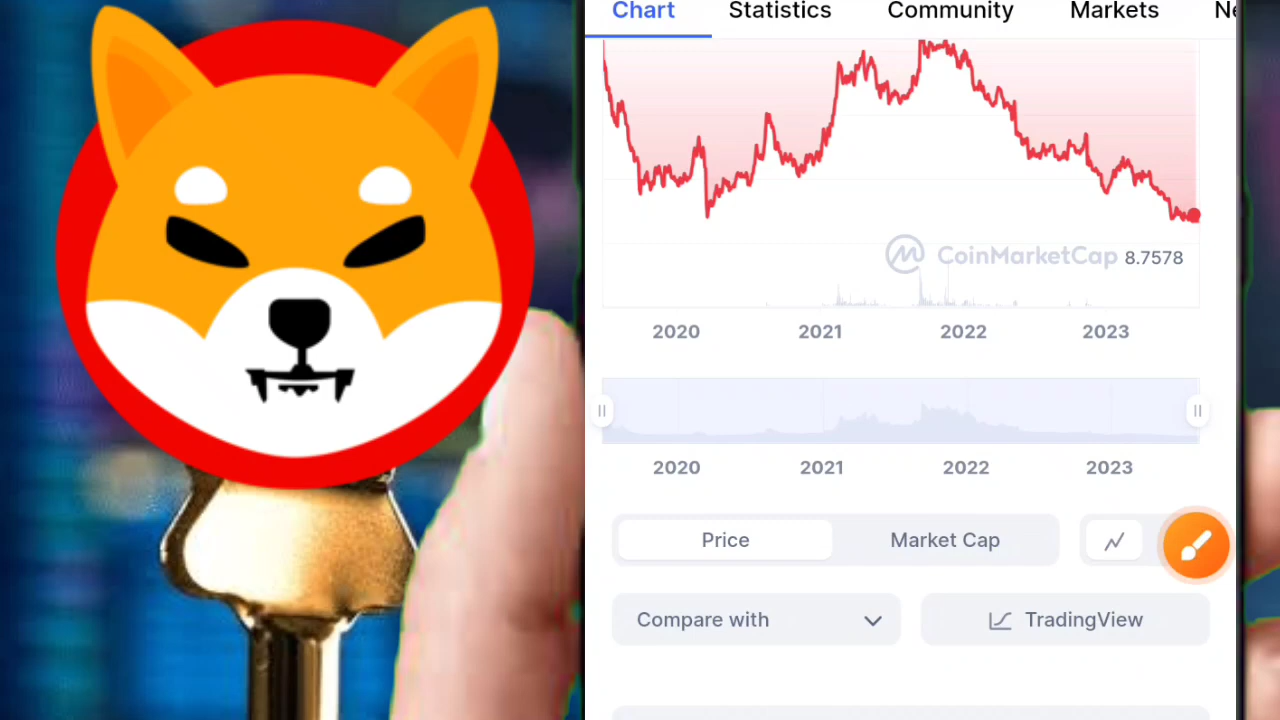 Chart Statistics Community Markets
CoinMarketCap 8.7578
2020 2021 2022 2023
2020 2021 2022 2023
Price Market Cap
Compare with TradingView